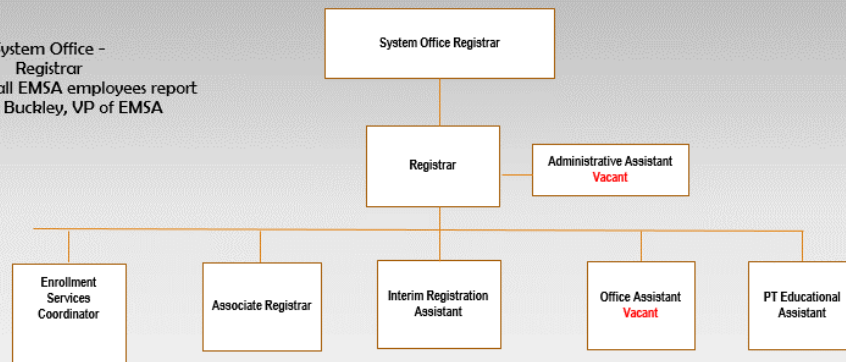 System Office -
Registrar
all EMSA employees report
Buckley, VP of EMSA
System Office Registrar
Registrar
Administrative Assistant
Vacant
Enrollment
Services
Coordinator
Associate Registrar
Interim Registration
Assistant
Office Assistant
Vacant
PT Educational
Assistant